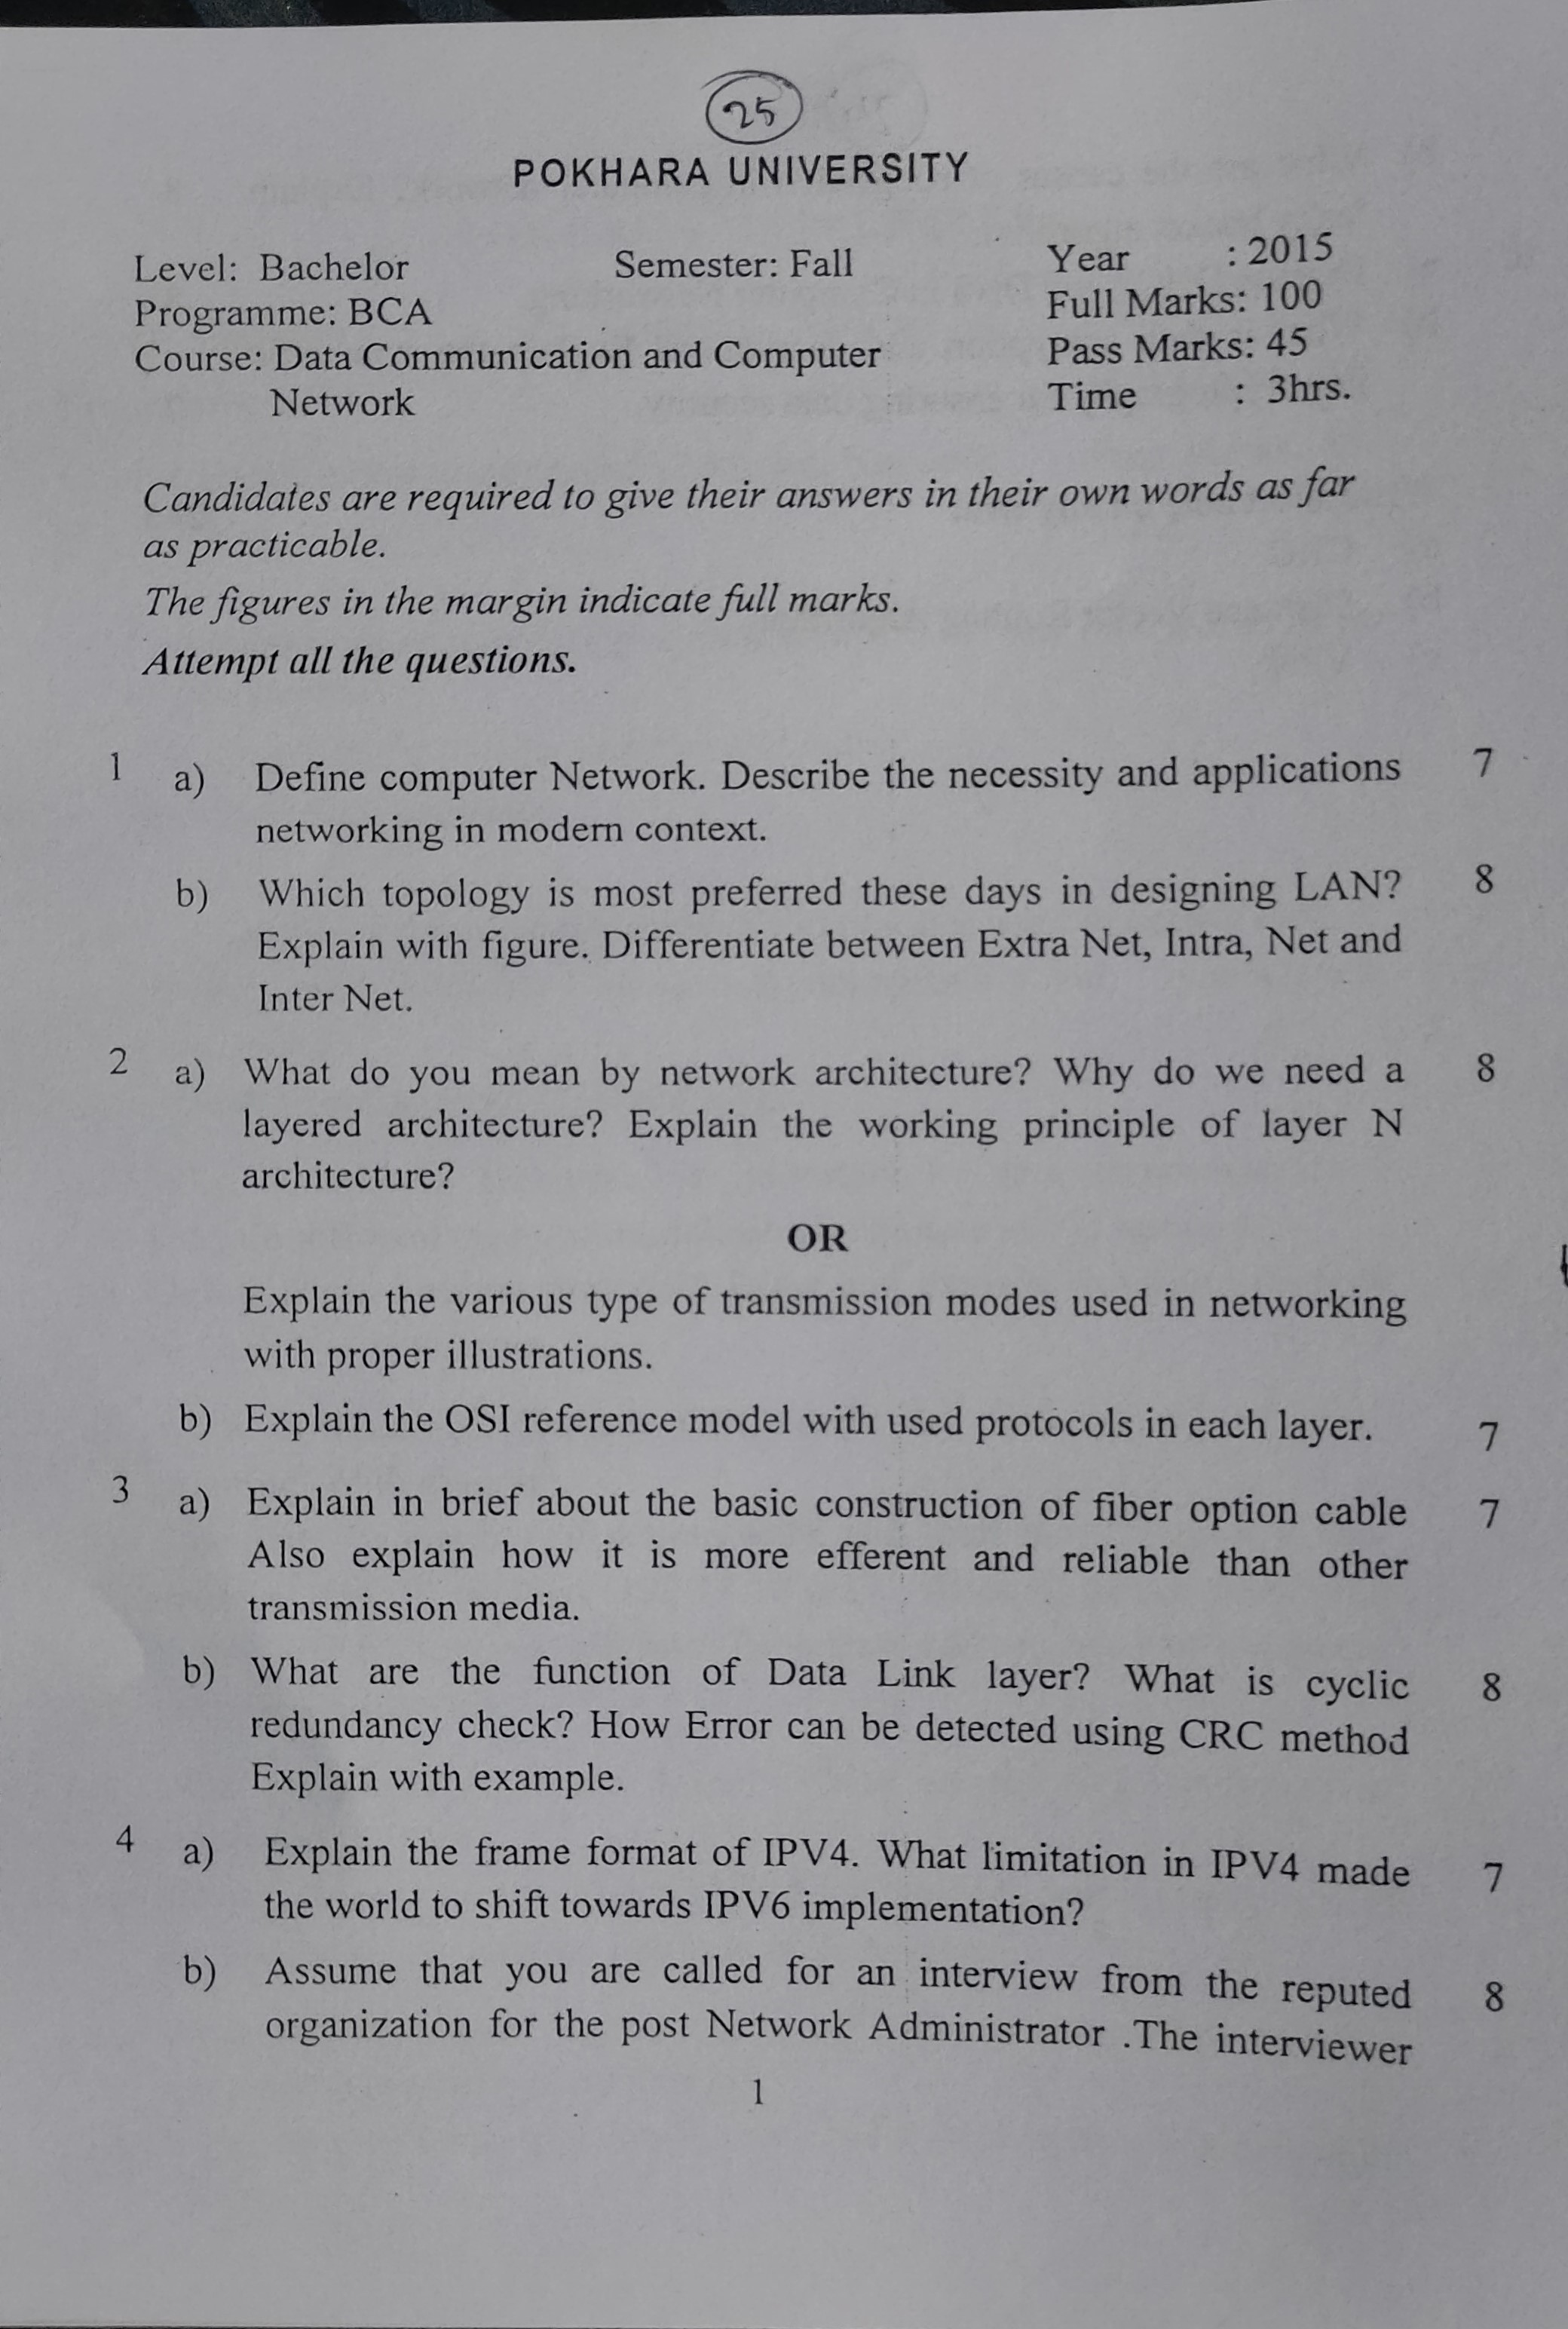 25
POKHARA UNIVERSITY
Level: Bachelor Semester: Fall Year : 2015
Programme: BCA Full Marks: 100
Course: Data Communication and Computer Pass Marks: 45
Network Time : 3hrs.
Candidates are required to give their answers in their own words as far
as practicable.
The figures in the margin indicate full marks.
Attempt all the questions.
1 a) Define computer Network. Describe the necessity and applications 7
networking in modern context.
b) Which topology is most preferred these days in designing LAN? 8
Explain with figure. Differentiate between Extra Net, Intra, Net and
Inter Net.
2 a) What do you mean by network architecture? Why do we need a 8
layered architecture? Explain the working principle of layer N
architecture?
OR
Explain the various type of transmission modes used in networking
with proper illustrations.
b) Explain the OSI reference model with used protocols in each layer. 7
3 a) Explain in brief about the basic construction of fiber option cable 7
Also explain how it is more efferent and reliable than other
transmission media.
b) What are the function of Data Link layer? What is cyclic 8
redundancy check? How Error can be detected using CRC method
Explain with example.
4 a) Explain the frame format of IPV4. What limitation in IPV4 made 7
the world to shift towards IPV6 implementation?
b) Assume that you are called for an interview from the reputed 8
organization for the post Network Administrator .The interviewer
1